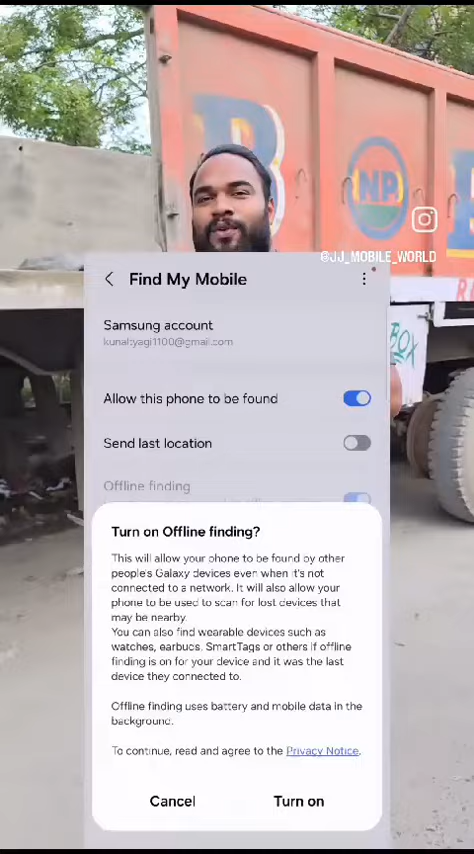 B
NP
@JJ_MOBILE_WORLD
BOX
Find My Mobile
Samsung account
Allow this phone to be found
Send last location
Offline finding
Turn on Offline finding?
This will allow your phone to be found by other
people's Galaxy devices even when it's not
connected to a network. It will also allow your
phone to be used to scan for lost devices that
may be nearby.
You can also find wearable devices such as
watches, earbuds, SmartTags or others if offline
finding is on for your device and it was the last
device they connected to.
Offline finding uses battery and mobile data in the
background.
To continue, read and agree to the Privacy Notice.
Cancel
Turn on